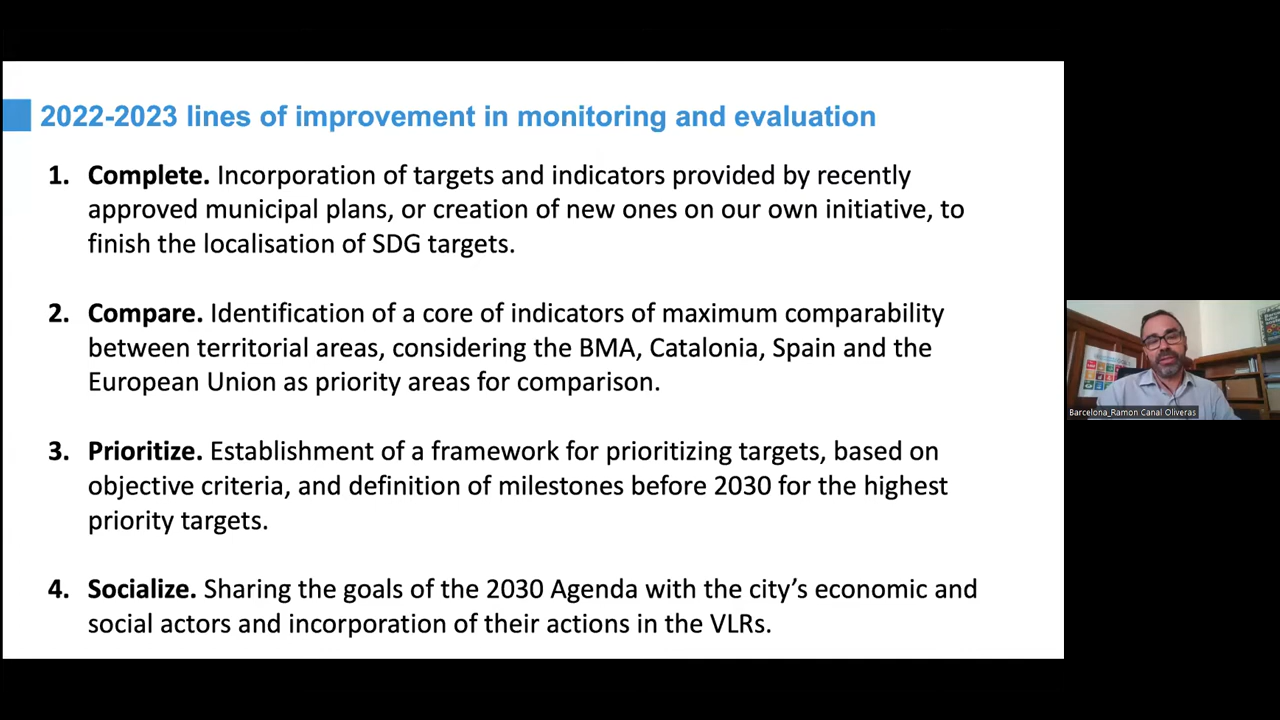 2022-2023 lines of improvement in monitoring and evaluation
1. Complete. Incorporation of targets and indicators provided by recently
approved municipal plans, or creation of new ones on our own initiative, to
finish the localisation of SDG targets.
2. Compare. Identification of a core of indicators of maximum comparability
between territorial areas, considering the BMA, Catalonia, Spain and the
European Union as priority areas for comparison.
3. Prioritize. Establishment of a framework for prioritizing targets, based on
objective criteria, and definition of milestones before 2030 for the highest
priority targets.
4. Socialize. Sharing the goals of the 2030 Agenda with the city’s economic and
social actors and incorporation of their actions in the VLRs.
Barcelona_Ramon Canal Oliveras